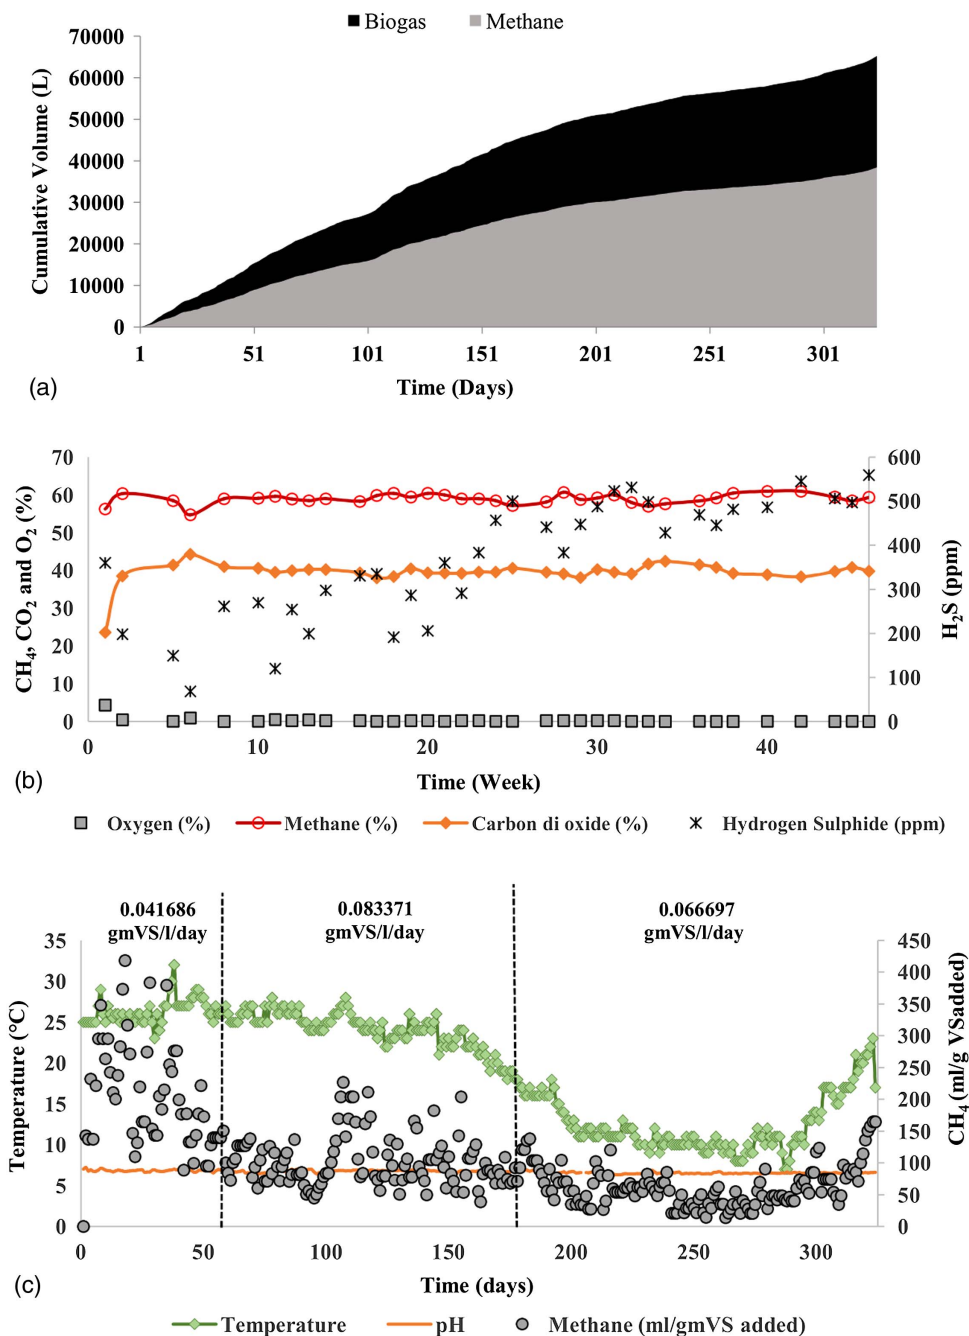 Biogas Methane
70000
60000
50000
40000
30000
20000
10000
0
Cumulative Volume (L)
1 51 101 151 201 251 301
Time (Days)
(a)
70 600
60 500
50 400
40 300
30 200
20 100
10 0
0
CH₄, CO₂ and O₂ (%)
H₂S (ppm)
0 10 20 30 40
Time (Week)
(b)
Oxygen (%) Methane (%) Carbon di oxide (%) Hydrogen Sulphide (ppm)
0.041686 0.083371 0.066697
gmVS/l/day gmVS/l/day gmVS/l/day
35 450
30 400
25 350
20 300
15 250
10 200
5 150
0 100
50
0
Temperature (°C)
CH₄ (ml/g VSadded)
0 50 100 150 200 250 300
Time (days)
(c)
Temperature pH Methane (ml/gmVS added)